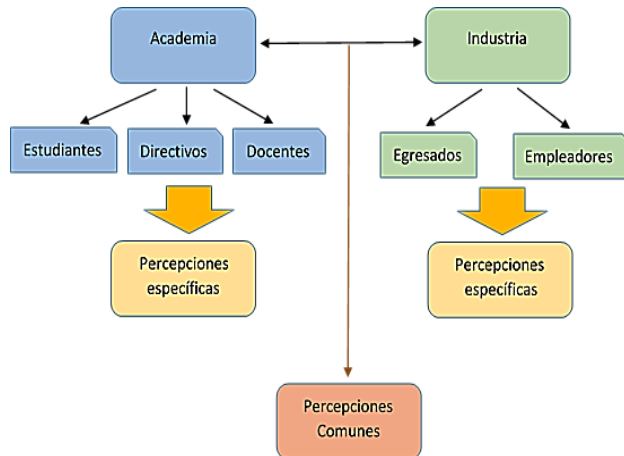 Academia
Industria
Estudiantes
Directivos
Docentes
Egresados
Empleadores
Percepciones
específicas
Percepciones
específicas
Percepciones
Comunes